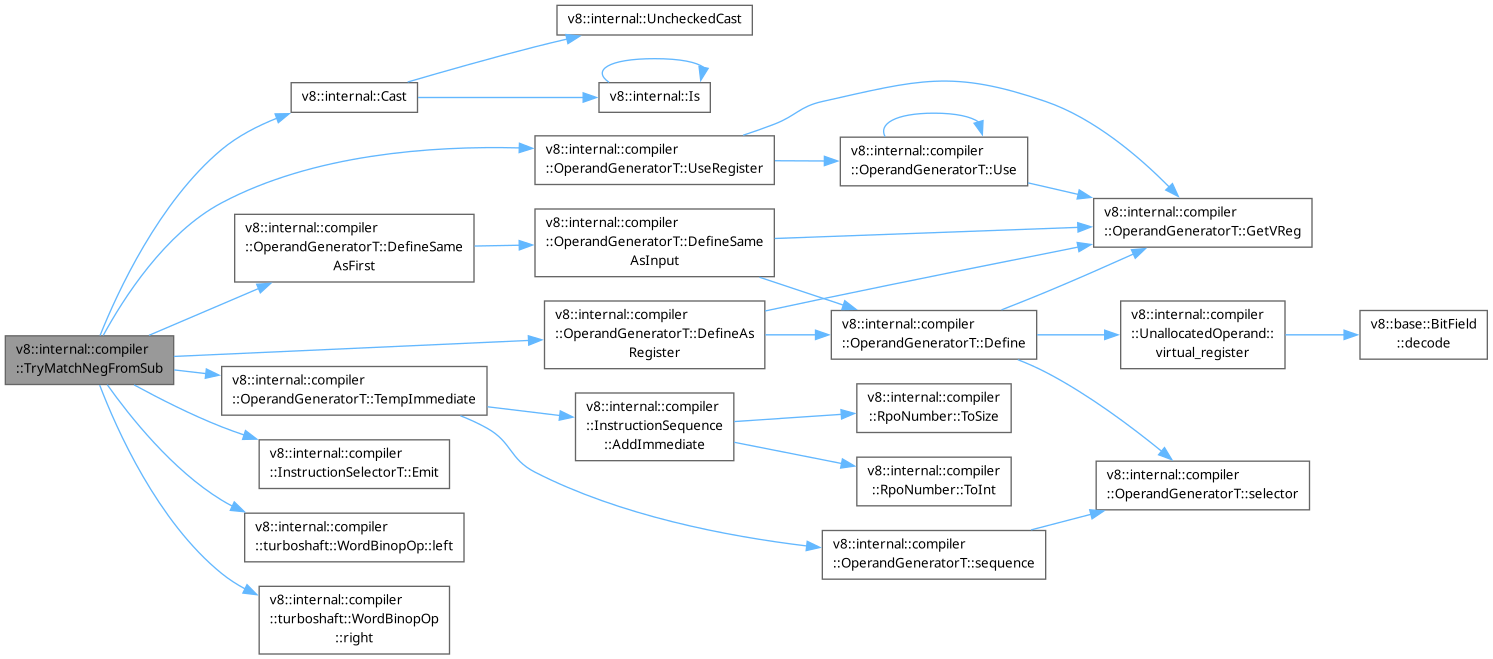 v8::internal::compiler
::TryMatchNegFromSub
v8::internal::Cast
v8::internal::UncheckedCast
v8::internal::Is
v8::internal::compiler
::OperandGeneratorT::UseRegister
v8::internal::compiler
::OperandGeneratorT::Use
v8::internal::compiler
::OperandGeneratorT::GetVReg
v8::internal::compiler
::OperandGeneratorT::DefineSame
AsFirst
v8::internal::compiler
::OperandGeneratorT::DefineSame
AsInput
v8::internal::compiler
::OperandGeneratorT::DefineAs
Register
v8::internal::compiler
::OperandGeneratorT::Define
v8::internal::compiler
::UnallocatedOperand::
virtual_register
v8::base::BitField
::decode
v8::internal::compiler
::OperandGeneratorT::TempImmediate
v8::internal::compiler
::InstructionSequence
::AddImmediate
v8::internal::compiler
::RpoNumber::ToSize
v8::internal::compiler
::RpoNumber::ToInt
v8::internal::compiler
::OperandGeneratorT::selector
v8::internal::compiler
::OperandGeneratorT::sequence
v8::internal::compiler
::InstructionSelectorT::Emit
v8::internal::compiler
::turboshaft::WordBinopOp::left
v8::internal::compiler
::turboshaft::WordBinopOp
::right